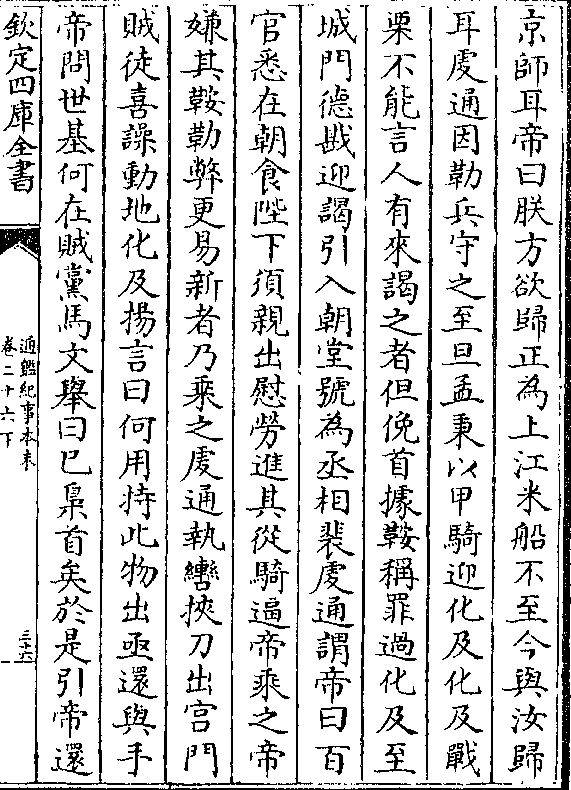 京師耳帝曰朕方欲歸正為上江米船不至今與汝歸
耳䖍通因勒兵守之至旦孟秉以甲騎迎化及化及戰
栗不能言人有來謁之者但俛首據鞍稱罪過化及至
城門德戡迎謁引入朝堂號為丞相裴䖍通謂帝曰百
官悉在朝食陛下須親出慰勞進其從騎逼帝乘之帝
嫌其鞍勒弊更易新者乃乘之䖍通執轡挾刀出宫門
賊徒喜譟動地化及揚言曰何用持此物出亟還與手
帝問世基何在賊黨馬文舉曰已梟首矣於是引帝還
欽定四庫全書
通鑑紀事本末
卷二十六下
三十六